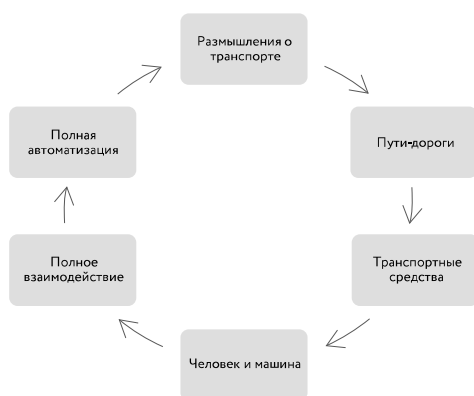 Размышления о
транспорте
Пути-дороги
Транспортные
средства
Человек и машина
Полное
взаимодействие
Полная
автоматизация